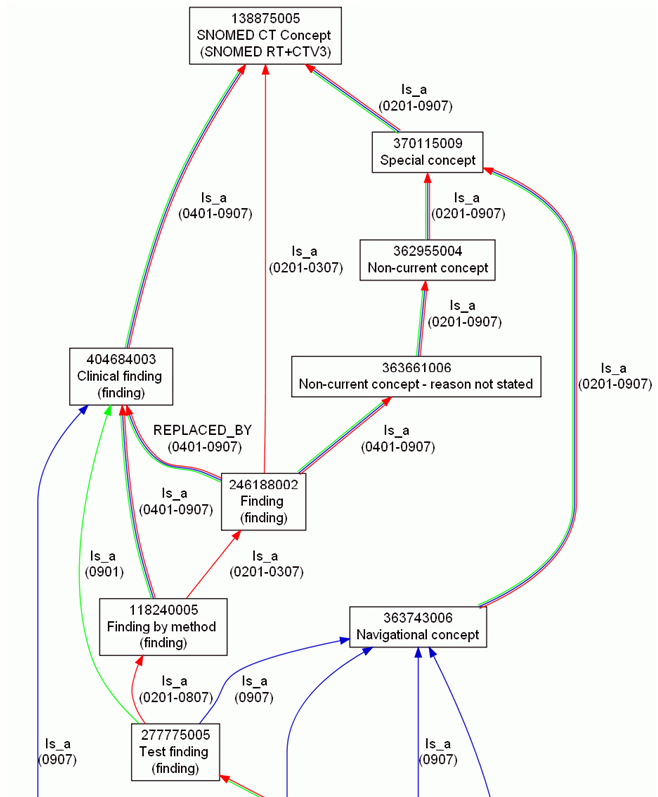 138875005
SNOMED CT Concept
(SNOMED RT+CTV3)
Is_a
(0201-0907)
370115009
Special concept
Is_a
(0401-0907)
Is_a
(0201-0907)
362955004
Non-current concept
Is_a
(0201-0307)
Is_a
(0201-0907)
404684003
Clinical finding
(finding)
363661006
Non-current concept - reason not stated
Is_a
(0201-0907)
REPLACED_BY
(0401-0907)
Is_a
(0401-0907)
246188002
Finding
(finding)
Is_a
(0401-0907)
Is_a
(0901)
Is_a
(0201-0307)
118240005
Finding by method
(finding)
363743006
Navigational concept
Is_a
(0201-0807)
Is_a
(0907)
277775005
Test finding
(finding)
Is_a
(0907)
Is_a
(0907)